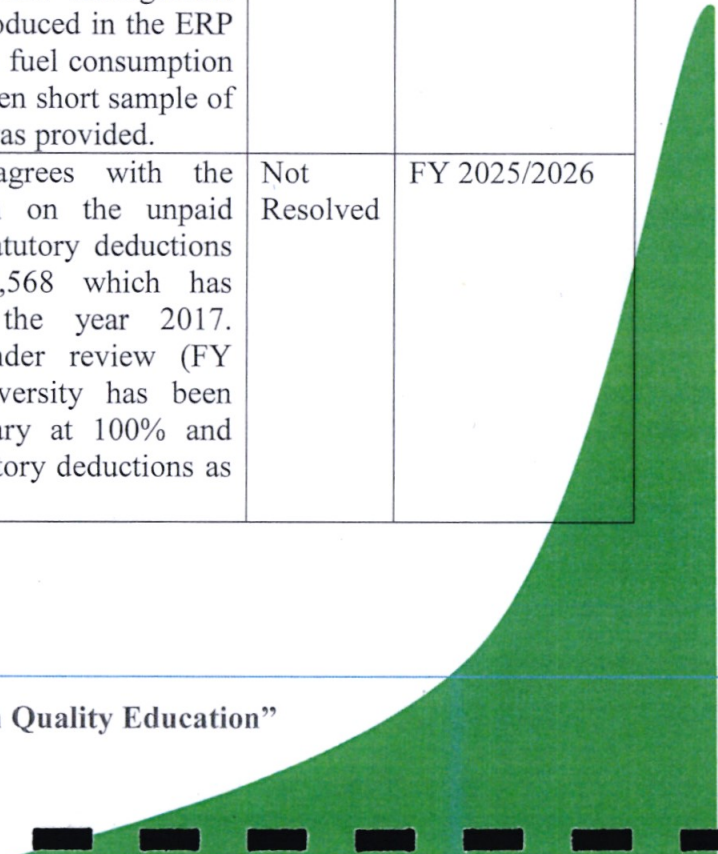 oduced in the ERP
fuel consumption
en short sample of
as provided.
agrees with the
on the unpaid
tutory deductions
,568 which has
the year 2017.
nder review (FY
versity has been
ary at 100% and
tory deductions as
Not
Resolved
FY 2025/2026
Quality Education”